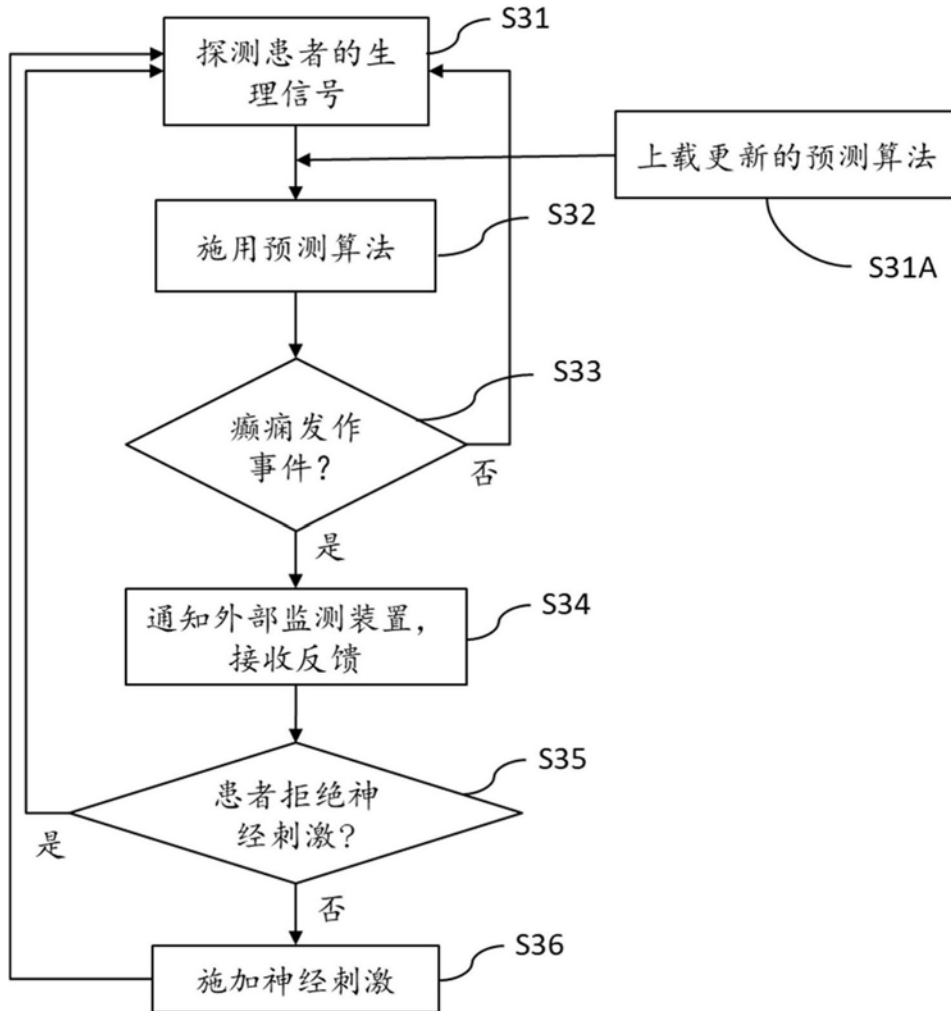 S31
探测患者的生
理信号
上载更新的预测算法
S32
施用预测算法
S31A
S33
癫痫发作
事件?
否
是
S34
通知外部监测装置,
接收反馈
S35
患者拒绝神
经刺激?
是
否
S36
施加神经刺激